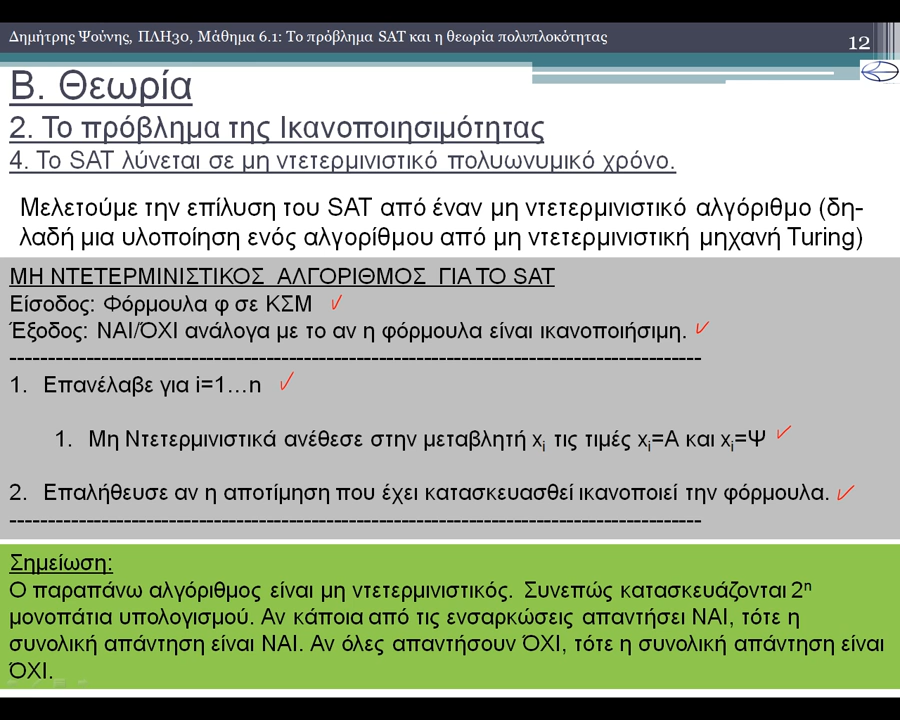 Δημήτρης Ψούνης, ΠΛΗ30, Μάθημα 6.1: Το πρόβλημα SAT και η θεωρία πολυπλοκότητας
12
Β. Θεωρία
2. Το πρόβλημα της Ικανοποιησιμότητας
4. Το SAT λύνεται σε μη ντετερμινιστικό πολυωνυμικό χρόνο.
Μελετούμε την επίλυση του SAT από έναν μη ντετερμινιστικό αλγόριθμο (δη-
λαδή μια υλοποίηση ενός αλγορίθμου από μη ντετερμινιστική μηχανή Turing)
ΜΗ ΝΤΕΤΕΡΜΙΝΙΣΤΙΚΟΣ ΑΛΓΟΡΙΘΜΟΣ ΓΙΑ ΤΟ SAT
Είσοδος: Φόρμουλα φ σε ΚΣΜ
Έξοδος: ΝΑΙ/ΌΧΙ ανάλογα με το αν η φόρμουλα είναι ικανοποιήσιμη.
------------------------------------------------------------------------------------------
1. Επανέλαβε για i=1…n
1. Μη Ντετερμινιστικά ανέθεσε στην μεταβλητή xi τις τιμές xi=Α και xi=Ψ
2. Επαλήθευσε αν η αποτίμηση που έχει κατασκευασθεί ικανοποιεί την φόρμουλα.
------------------------------------------------------------------------------------------
Σημείωση:
Ο παραπάνω αλγόριθμος είναι μη ντετερμινιστικός. Συνεπώς κατασκευάζονται 2ⁿ
μονοπάτια υπολογισμού. Αν κάποια από τις ενσαρκώσεις απαντήσει ΝΑΙ, τότε η
συνολική απάντηση είναι ΝΑΙ. Αν όλες απαντήσουν ΌΧΙ, τότε η συνολική απάντηση είναι
ΌΧΙ.